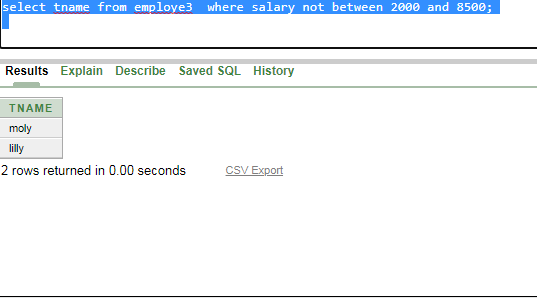 select tname from employe3  where salary not between 2000 and 8500;
Results Explain Describe Saved SQL History
TNAME
moly
lilly
2 rows returned in 0.00 seconds CSV Export